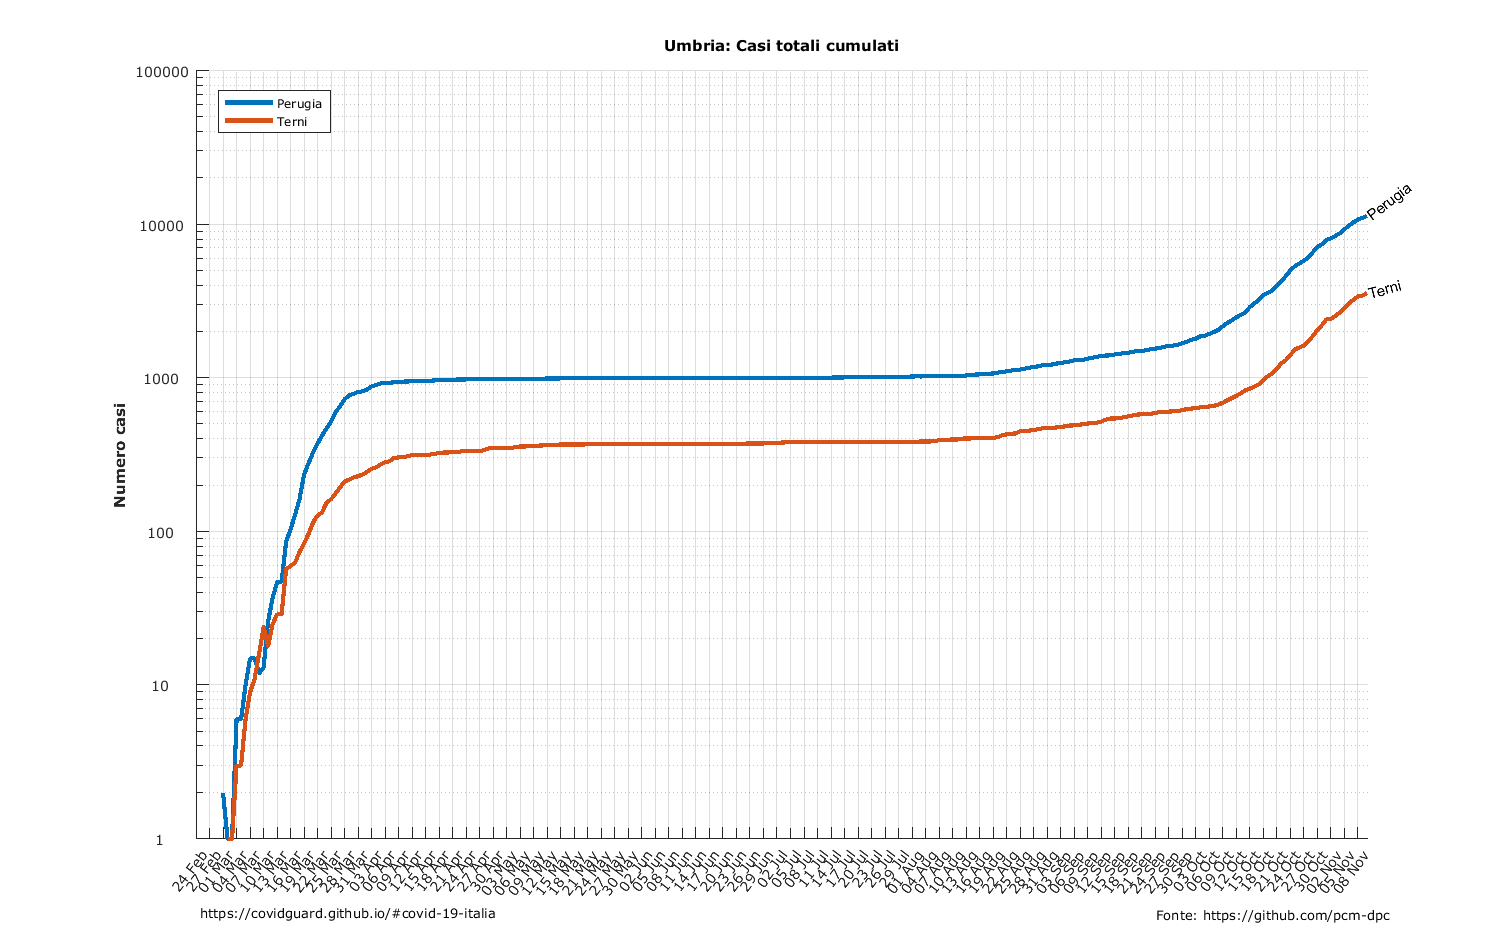 Umbria: Casi totali cumulati
100000
10000
1000
100
10
1
Numero casi
Perugia
Terni
Perugia
Terni
24 Feb
27 Feb
01 Mar
04 Mar
07 Mar
10 Mar
13 Mar
16 Mar
19 Mar
22 Mar
25 Mar
28 Mar
31 Mar
03 Apr
06 Apr
09 Apr
12 Apr
15 Apr
18 Apr
21 Apr
24 Apr
27 Apr
30 Apr
03 May
06 May
09 May
12 May
15 May
18 May
21 May
24 May
27 May
30 May
02 Jun
05 Jun
08 Jun
11 Jun
14 Jun
17 Jun
20 Jun
23 Jun
26 Jun
29 Jun
02 Jul
05 Jul
08 Jul
11 Jul
14 Jul
17 Jul
20 Jul
23 Jul
26 Jul
29 Jul
01 Aug
04 Aug
07 Aug
10 Aug
13 Aug
16 Aug
19 Aug
22 Aug
25 Aug
28 Aug
31 Aug
03 Sep
06 Sep
09 Sep
12 Sep
15 Sep
18 Sep
21 Sep
24 Sep
27 Sep
30 Sep
03 Oct
06 Oct
09 Oct
12 Oct
15 Oct
18 Oct
21 Oct
24 Oct
27 Oct
30 Oct
02 Nov
05 Nov
08 Nov
https://covidguard.github.io/#covid-19-italia
Fonte: https://github.com/pcm-dpc